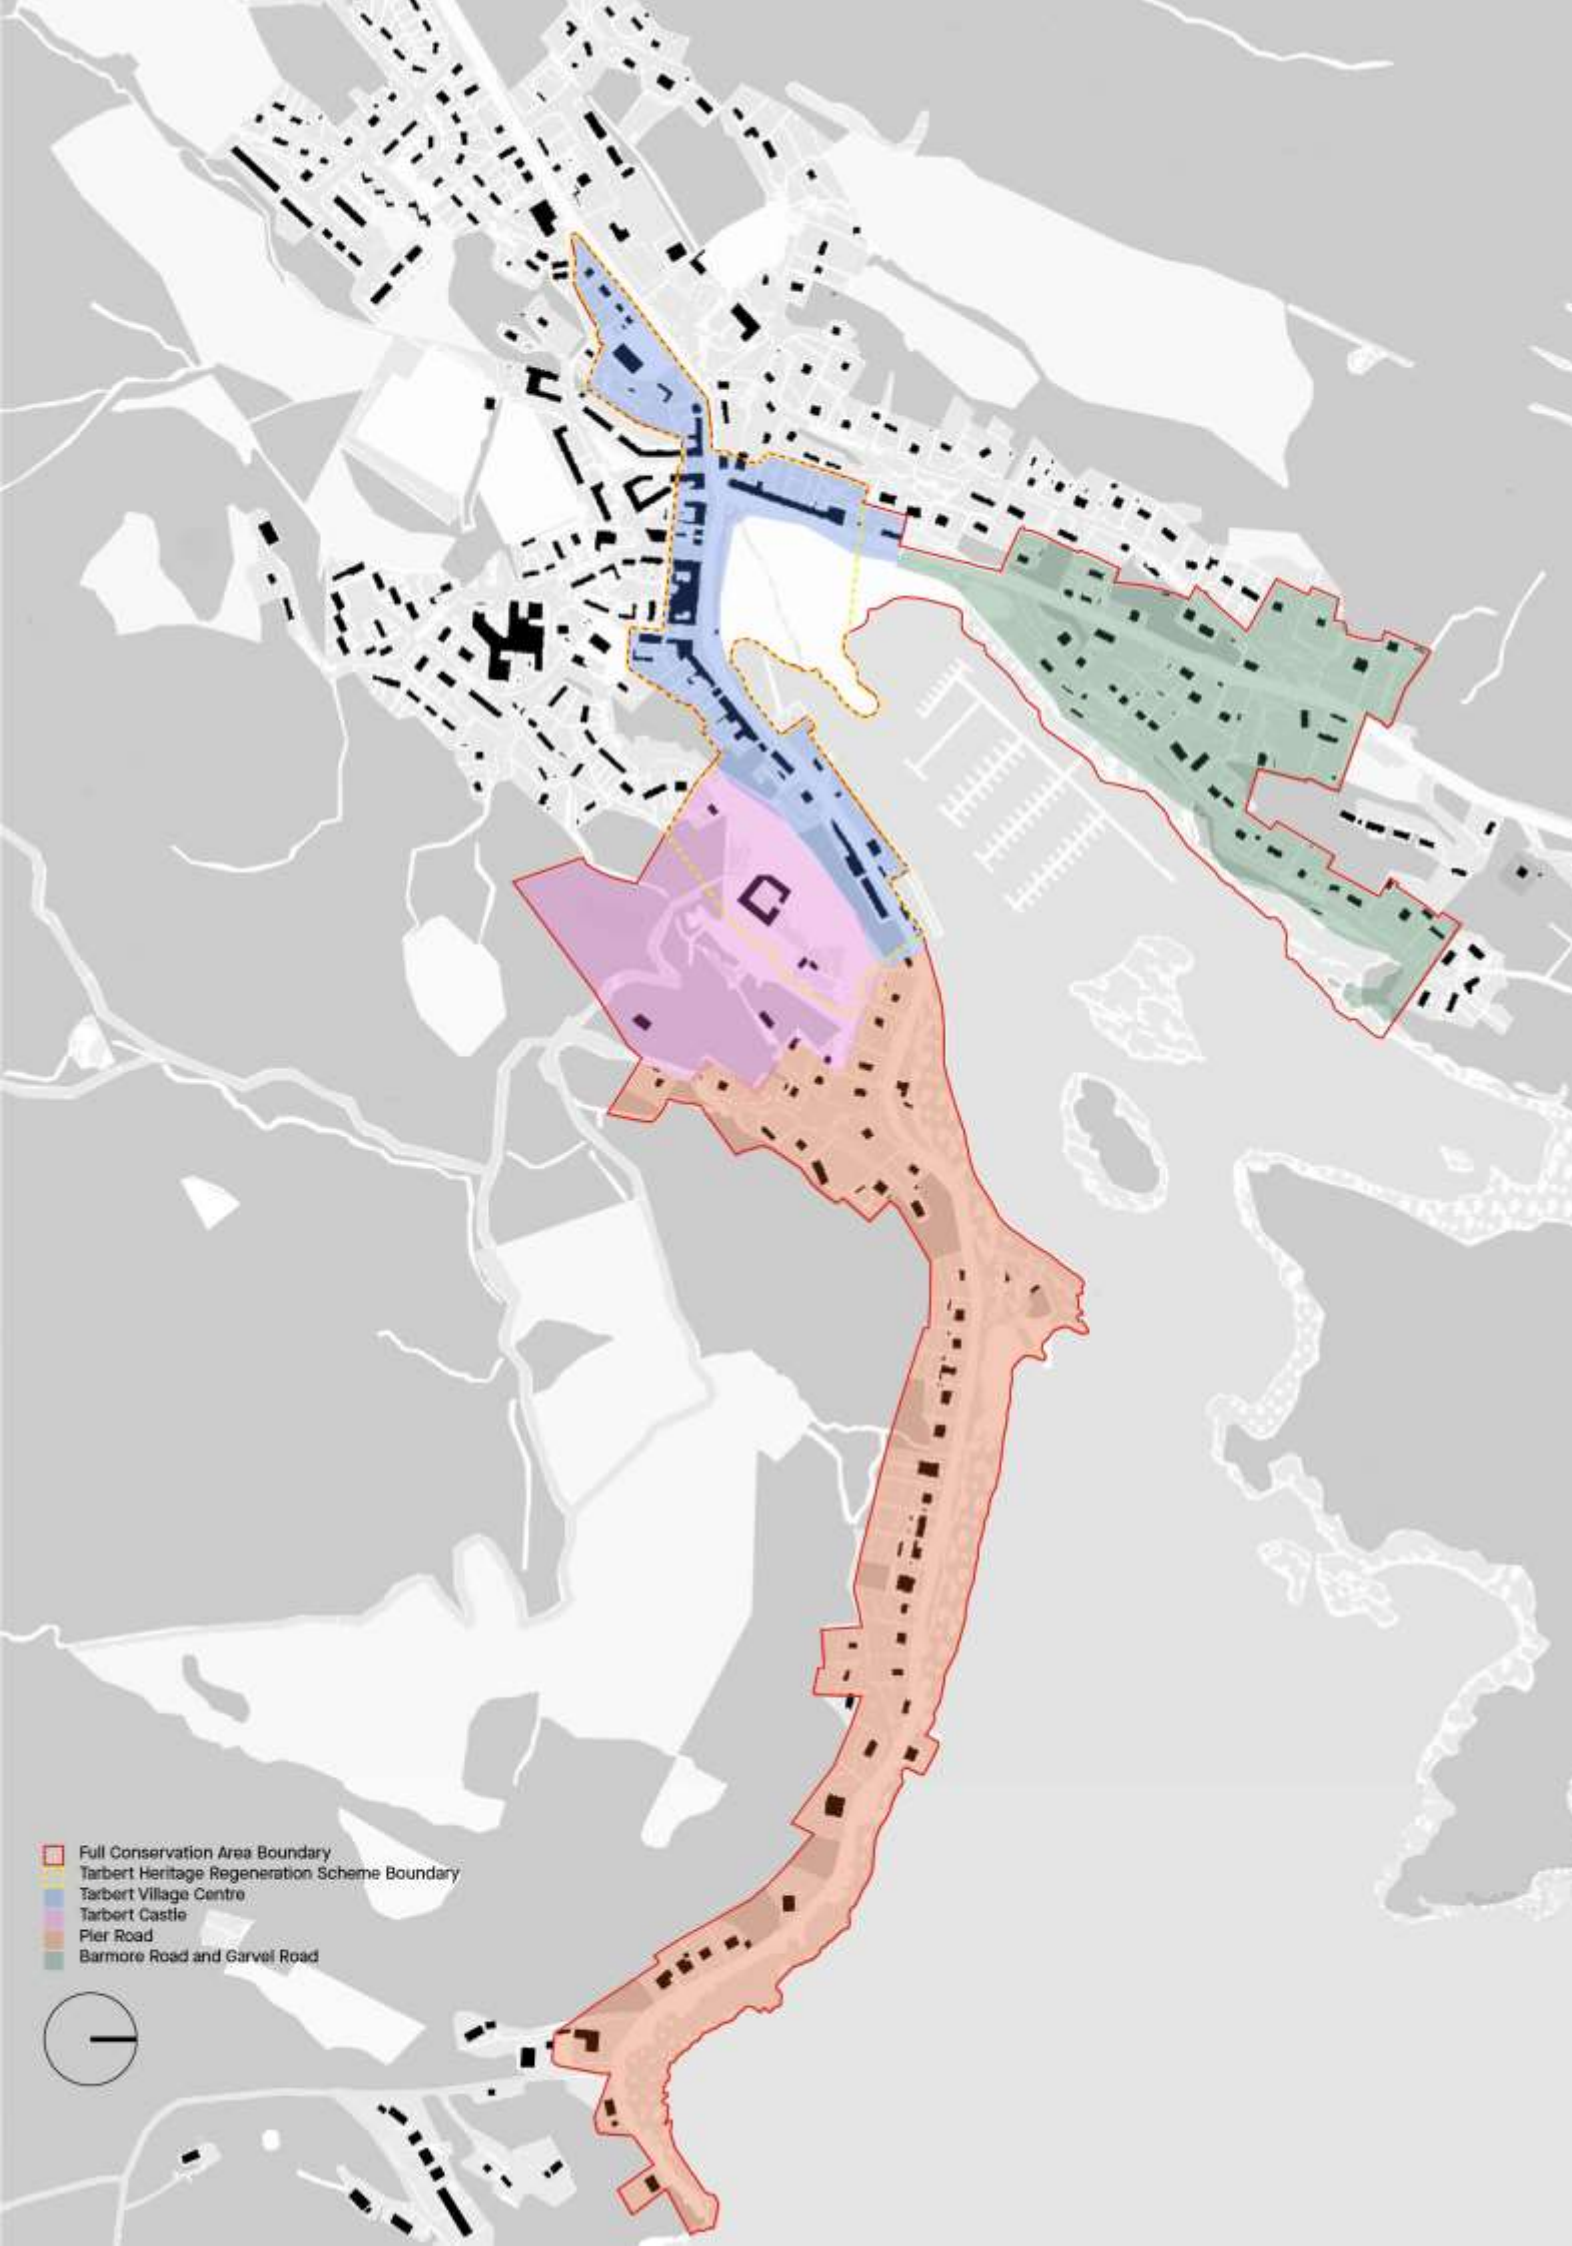 Full Conservation Area Boundary
Tarbert Heritage Regeneration Scheme Boundary
Tarbert Village Centre
Tarbert Castle
Pier Road
Barmore Road and Garvel Road